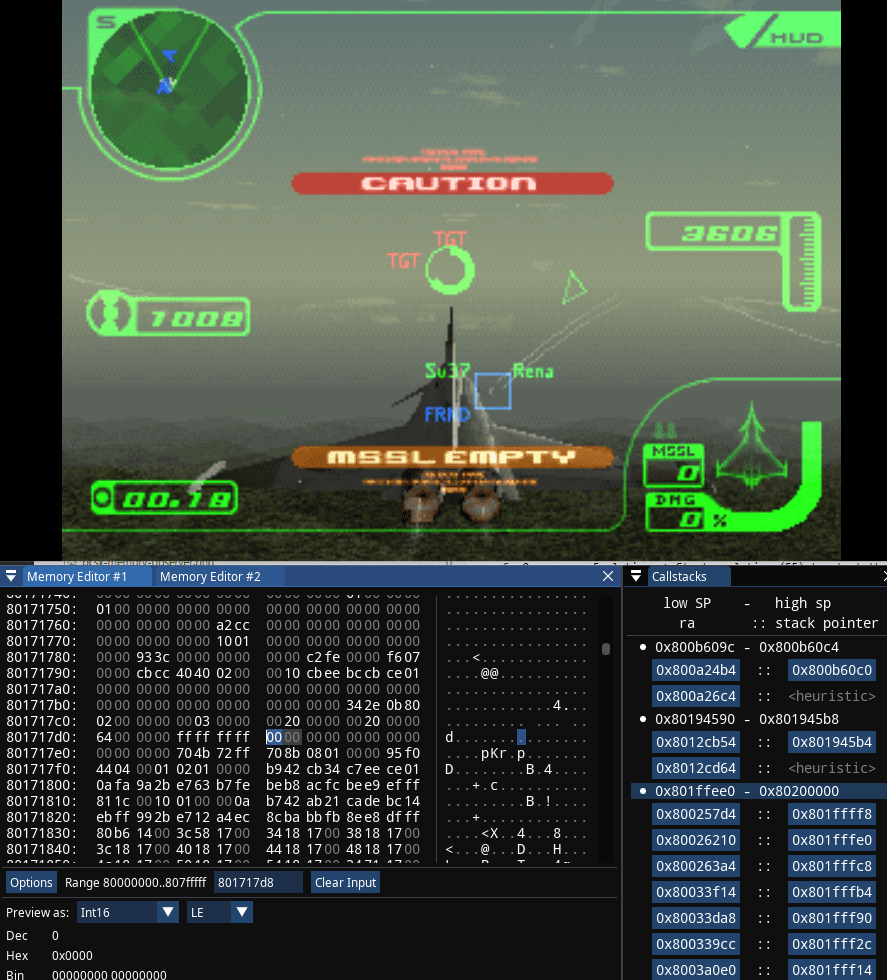 S
HUD
CAUTION
3606
TGT
TGT
1008
Su37 Rena
FRND
MSSL EMPTY
MSSL
0
DMG
0 %
00.18
Memory Editor #1 Memory Editor #2
80171750: 01 00 00 00 00 00 00 00 00 00 00 00 00 00 00 00 ................
80171760: 00 00 00 00 00 00 a2 cc 00 00 00 00 00 00 00 00 ................
80171770: 00 00 00 00 00 00 10 01 00 00 00 00 00 00 00 00 ................
80171780: 00 00 93 3c 00 00 00 00 00 00 c2 fe 00 00 f6 07 ...<............
80171790: 00 00 cb cc 40 40 02 00 00 10 cb ee bc cb ce 01 ....@@..........
801717a0: 00 00 00 00 00 00 00 00 00 00 00 00 00 00 00 00 ................
801717b0: 00 00 00 00 00 00 00 00 00 00 00 00 34 2e 0b 80 ............4...
801717c0: 02 00 00 00 00 03 00 00 00 20 00 00 00 20 00 00 ......... ... ..
801717d0: 64 00 00 00 ff ff ff ff 00 00 00 00 00 00 00 00 d...............
801717e0: 00 00 00 00 70 4b 72 ff 70 8b 08 01 00 00 95 f0 ....pKr.p.......
801717f0: 44 04 00 01 02 01 00 00 b9 42 cb 34 c7 ee ce 01 D........B.4....
80171800: 0a fa 9a 2b e7 63 b7 fe be b8 ac fc be e9 ef ff ...+.c..........
80171810: 81 1c 00 10 01 00 00 0a b7 42 ab 21 ca de bc 14 .........B.!....
80171820: eb ff 99 2b e7 12 a4 ec 8c ba bb fb 8e e8 df ff ...+............
80171830: 80 b6 14 00 3c 58 17 00 34 18 17 00 38 18 17 00 ....<X..4...8...
80171840: 3c 18 17 00 40 18 17 00 44 18 17 00 48 18 17 00 <...@...D...H...
Options Range 80000000..807fffff 801717d8 Clear Input
Preview as: Int16 LE
Dec 0
Hex 0x0000
Bin 00000000 00000000
Callstacks
low SP - high sp
ra :: stack pointer
0x800b609c - 0x800b60c4
0x800a24b4 :: 0x800b60c0
0x800a26c4 :: <heuristic>
0x80194590 - 0x801945b8
0x8012cb54 :: 0x801945b4
0x8012cd64 :: <heuristic>
0x801ffee0 - 0x80200000
0x800257d4 :: 0x801ffff8
0x80026210 :: 0x801fffe0
0x800263a4 :: 0x801fffc8
0x80033f14 :: 0x801fffb4
0x80033da8 :: 0x801fff90
0x800339cc :: 0x801fff2c
0x8003a0e0 :: 0x801fff14